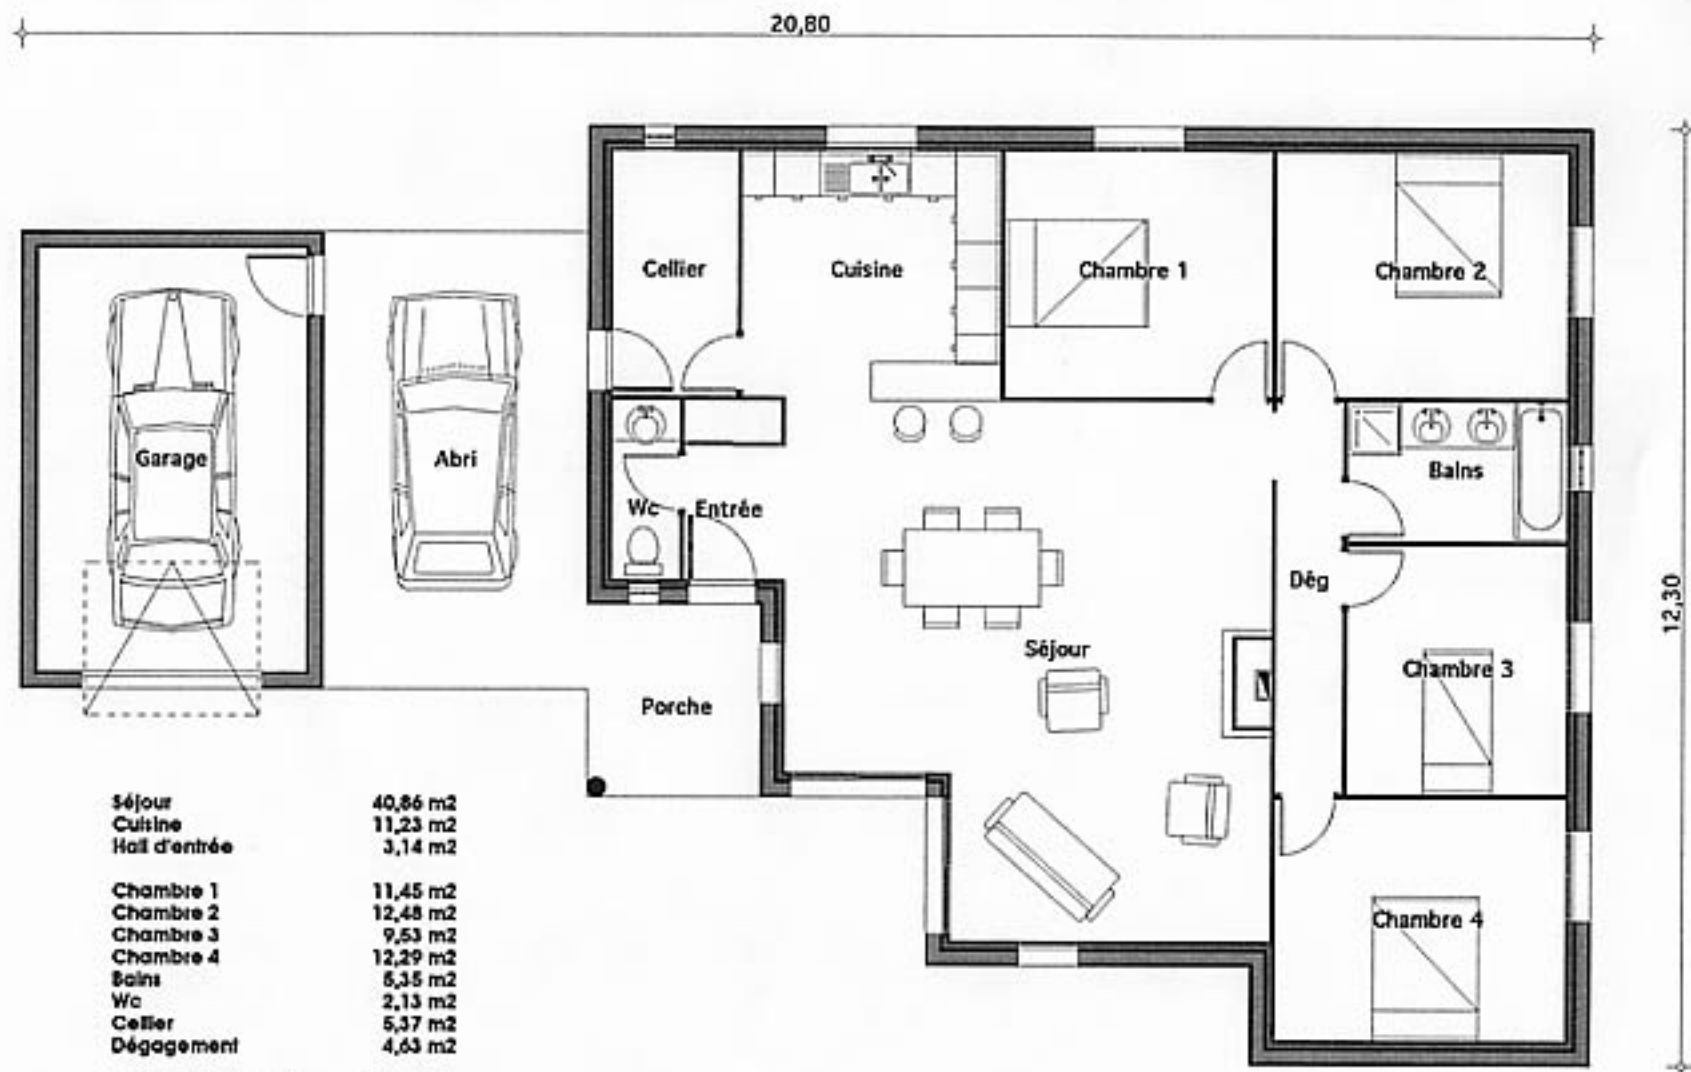 20,80
Cellier
Cuisine
Chambre 1
Chambre 2
Garage
Abri
Bains
Wc
Entrée
Dég
12,30
Séjour
Chambre 3
Porche
Chambre 4
Séjour 40,86 m2
Cuisine 11,23 m2
Hall d'entrée 3,14 m2
Chambre 1 11,45 m2
Chambre 2 12,48 m2
Chambre 3 9,53 m2
Chambre 4 12,29 m2
Bains 5,35 m2
Wc 2,13 m2
Cellier 5,37 m2
Dégagement 4,63 m2